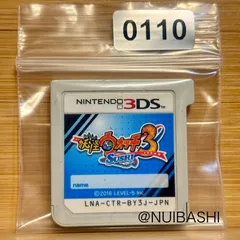 0110
NINTENDO 3DS
妖怪ウォッチ3
SUSHI
© 2016 LEVEL-5 Inc.
LNA-CTR-BY3J-JPN
@NUIBASHI